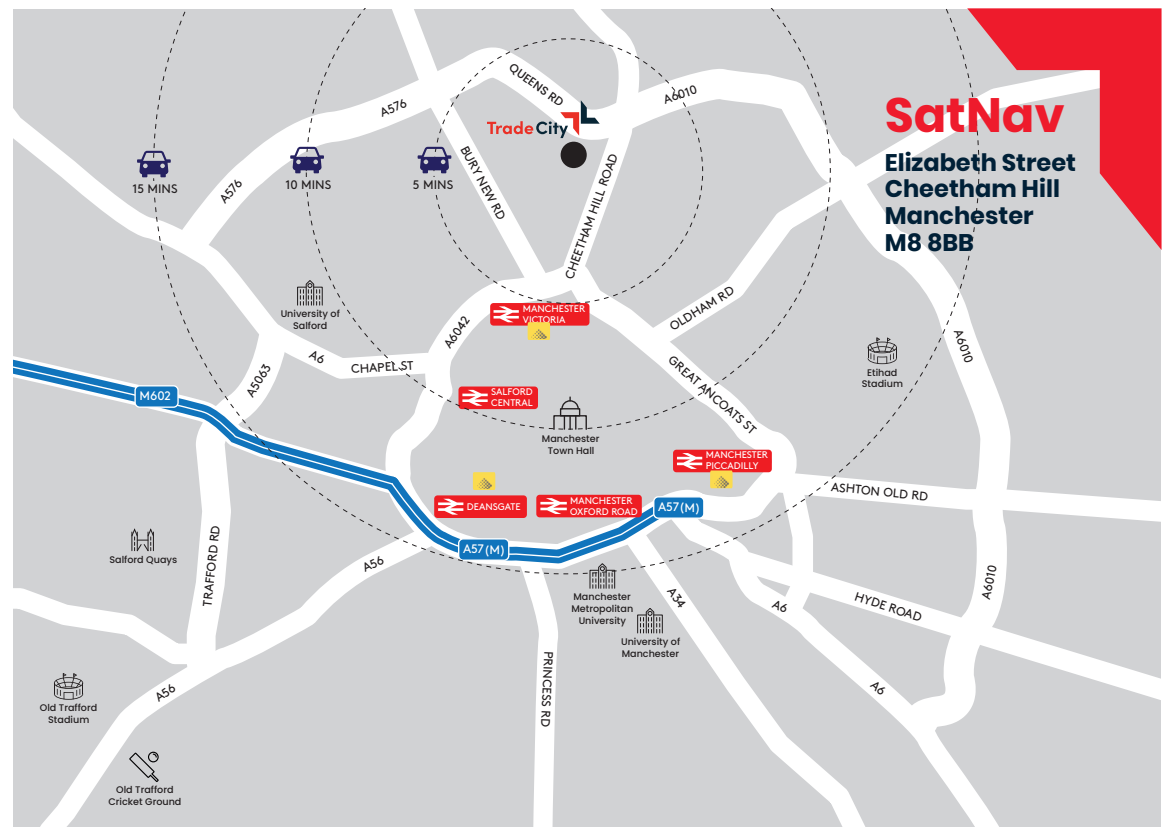 SatNav
Elizabeth Street
Cheetham Hill
Manchester
M8 8BB
QUEENS RD
A6010
A576
TradeCity
15 MINS
10 MINS
5 MINS
A576
BURY NEW RD
CHEETHAM HILL ROAD
University of
Salford
MANCHESTER
VICTORIA
OLDHAM RD
A6042
A6
CHAPEL ST
A5063
M602
SALFORD
CENTRAL
Manchester
Town Hall
GREAT ANCOATS ST
Etihad
Stadium
A6010
MANCHESTER
PICCADILLY
ASHTON OLD RD
DEANSGATE
MANCHESTER
OXFORD ROAD
A57(M)
A57(M)
Salford Quays
TRAFFORD RD
A56
Manchester
Metropolitan
University
University of
Manchester
A34
A6
HYDE ROAD
A6010
PRINCESS RD
A6
A56
Old Trafford
Stadium
Old Trafford
Cricket Ground